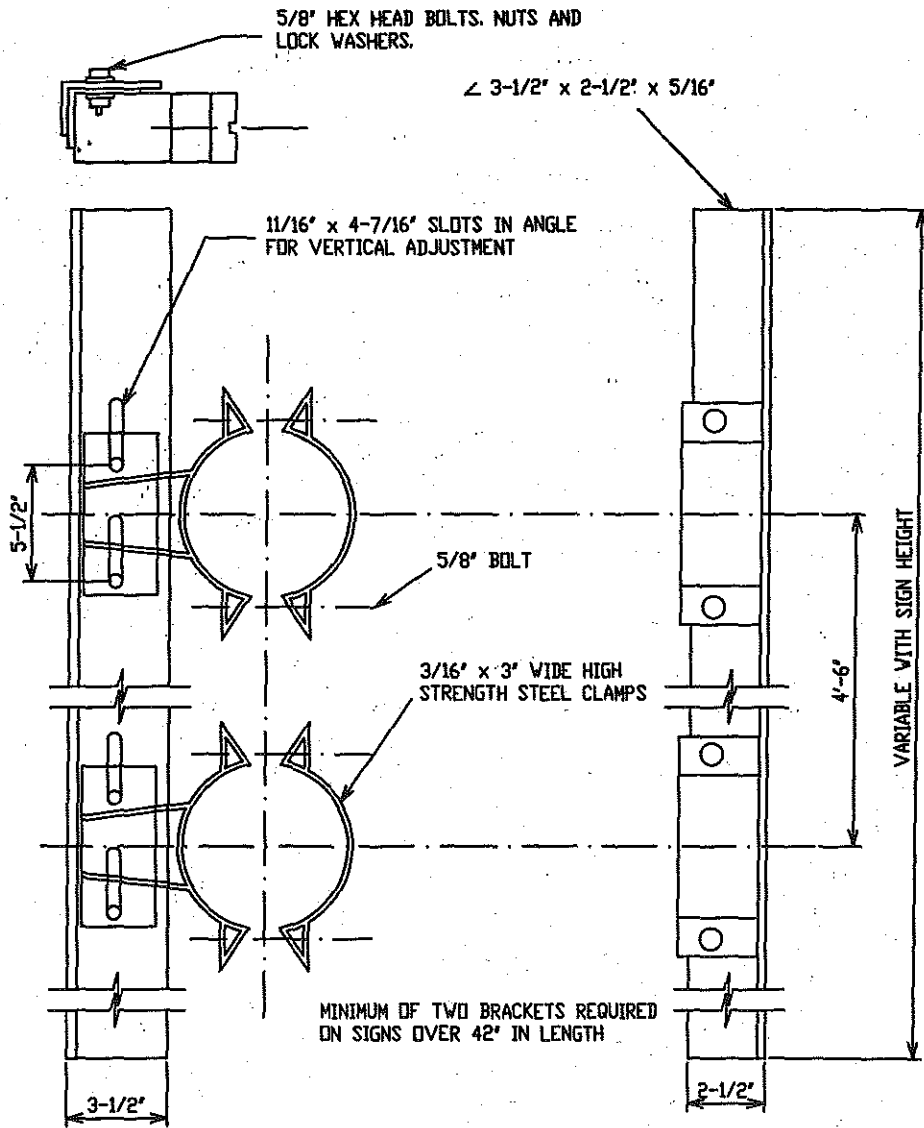 5/8" HEX HEAD BOLTS. NUTS AND
LOCK WASHERS.
∠ 3-1/2" x 2-1/2" x 5/16"
11/16" x 4-7/16" SLOTS IN ANGLE
FOR VERTICAL ADJUSTMENT
5-1/2"
5/8" BOLT
3/16" x 3" WIDE HIGH
STRENGTH STEEL CLAMPS
4'-6"
VARIABLE WITH SIGN HEIGHT
MINIMUM OF TWO BRACKETS REQUIRED
ON SIGNS OVER 42" IN LENGTH
3-1/2"
2-1/2"